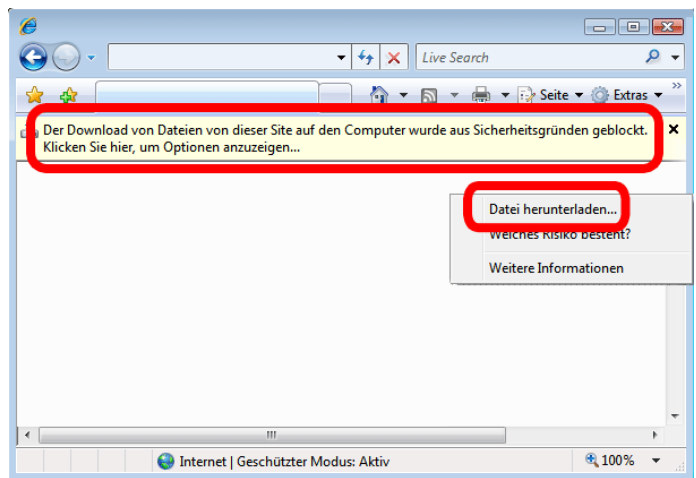 Live Search
Seite
Extras
Der Download von Dateien von dieser Site auf den Computer wurde aus Sicherheitsgründen geblockt.
Klicken Sie hier, um Optionen anzuzeigen...
Datei herunterladen...
Welches Risiko besteht?
Weitere Informationen
Internet | Geschützter Modus: Aktiv
100%